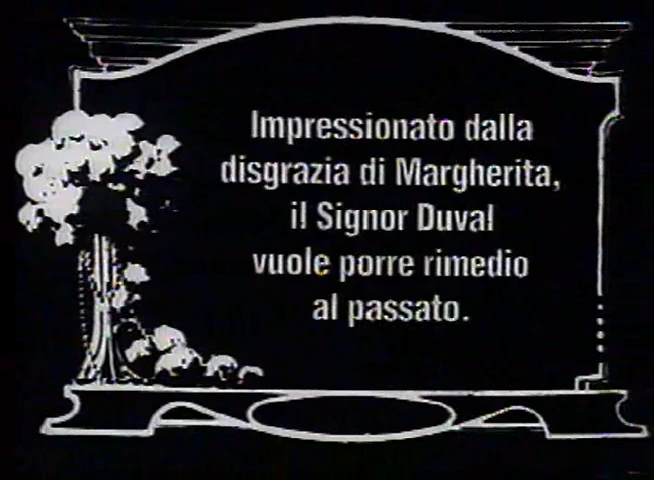 Impressionato dalla
disgrazia di Margherita,
il Signor Duval
vuole porre rimedio
al passato.